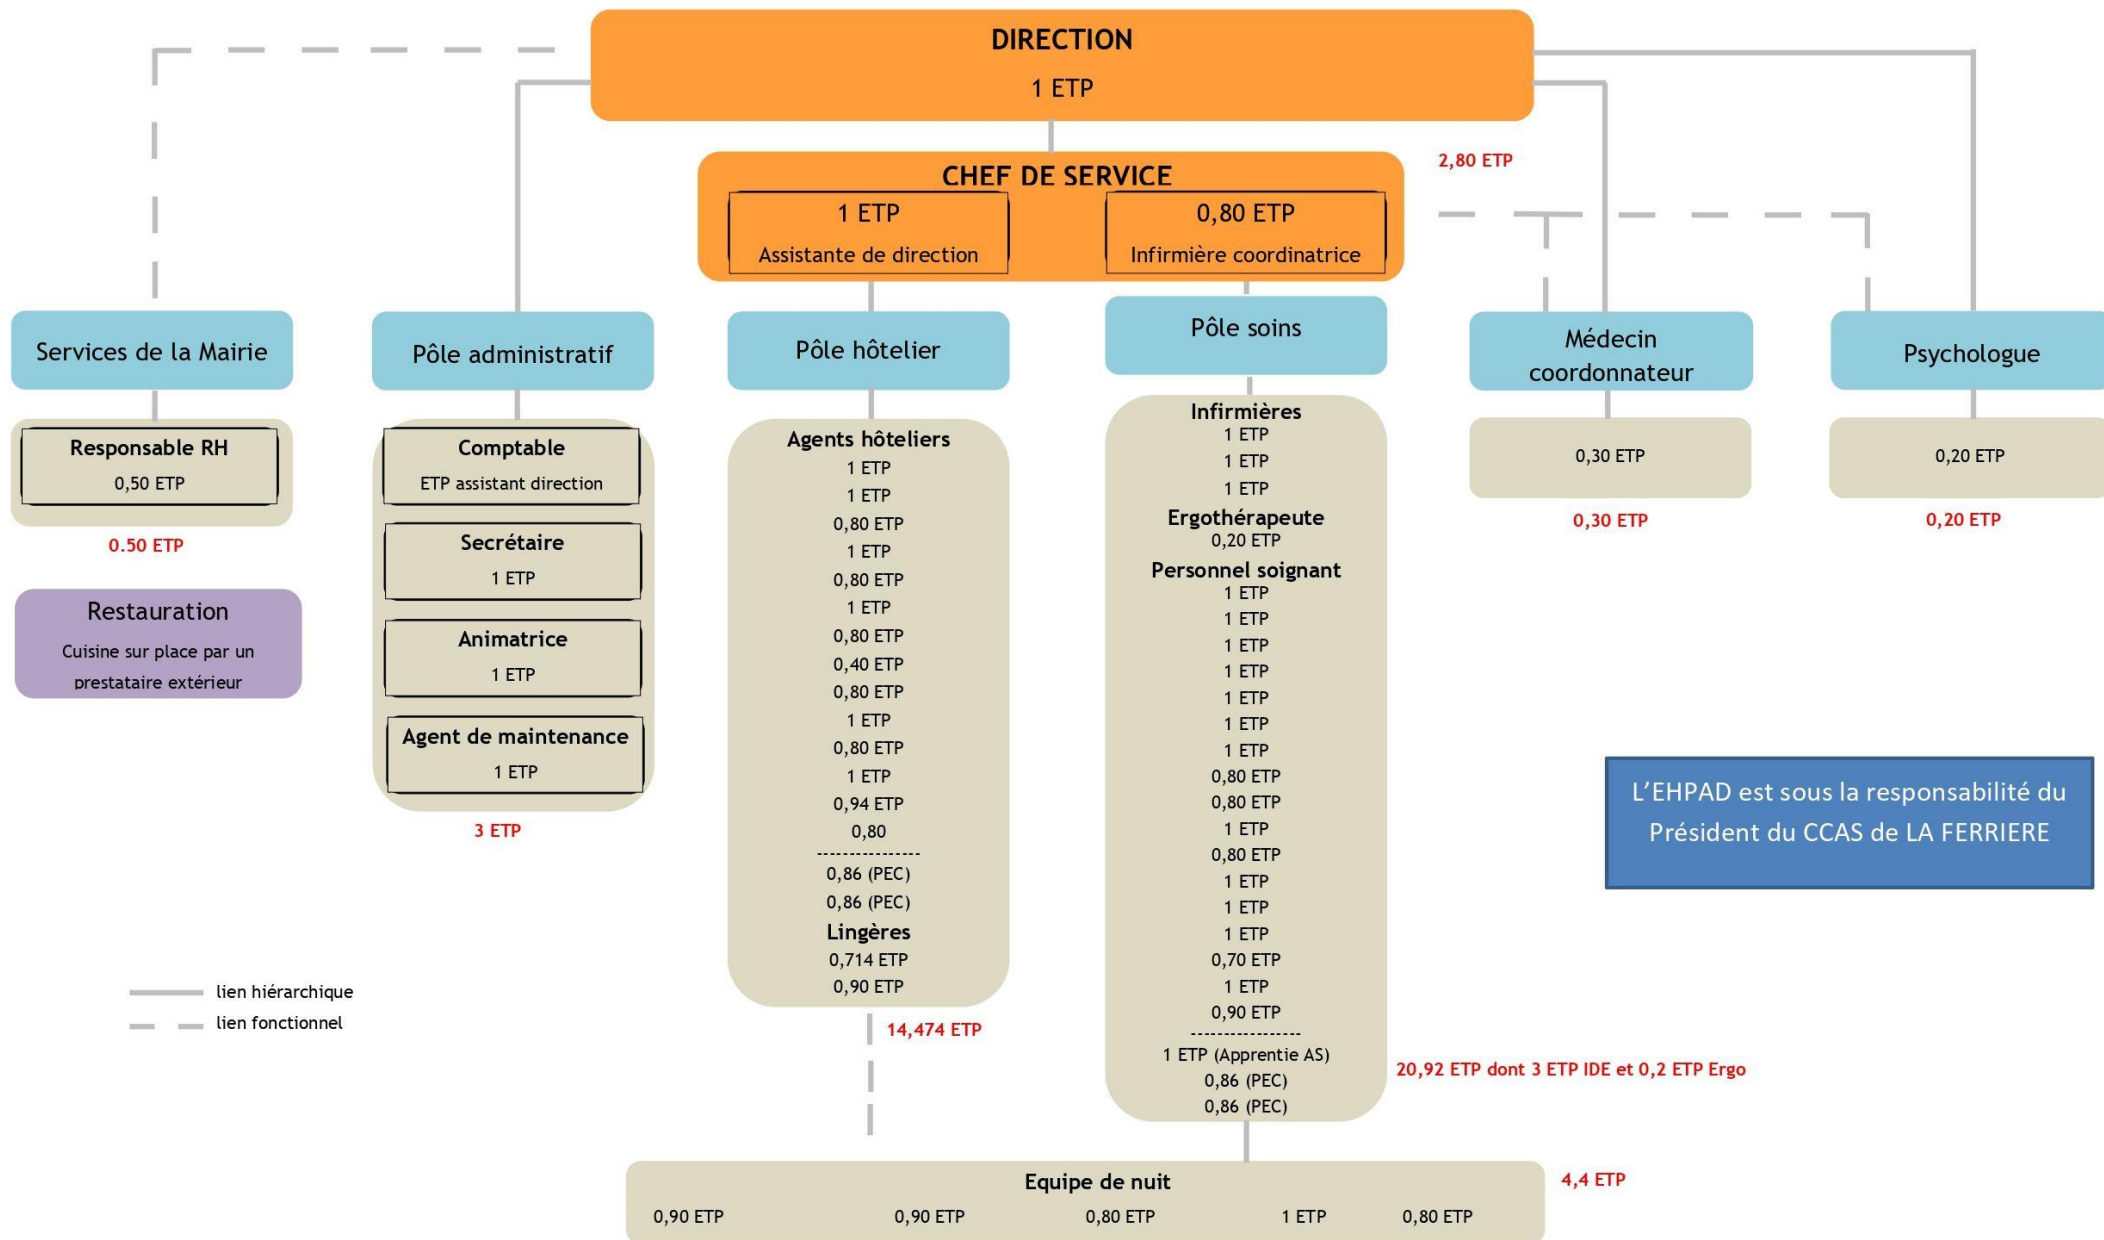 DIRECTION
1 ETP
CHEF DE SERVICE
2,80 ETP
1 ETP
Assistante de direction
0,80 ETP
Infirmière coordinatrice
Services de la Mairie
Responsable RH
0,50 ETP
0.50 ETP
Restauration
Cuisine sur place par un
prestataire extérieur
Pôle administratif
Comptable
ETP assistant direction
Secrétaire
1 ETP
Animatrice
1 ETP
Agent de maintenance
1 ETP
3 ETP
Pôle hôtelier
Agents hôteliers
1 ETP
1 ETP
0,80 ETP
1 ETP
0,80 ETP
1 ETP
0,80 ETP
0,40 ETP
0,80 ETP
1 ETP
0,80 ETP
1 ETP
0,94 ETP
0,80
----------------
0,86 (PEC)
0,86 (PEC)
Lingères
0,714 ETP
0,90 ETP
14,474 ETP
Pôle soins
Infirmières
1 ETP
1 ETP
1 ETP
Ergothérapeute
0,20 ETP
Personnel soignant
1 ETP
1 ETP
1 ETP
1 ETP
1 ETP
1 ETP
1 ETP
0,80 ETP
0,80 ETP
1 ETP
0,80 ETP
1 ETP
1 ETP
1 ETP
0,70 ETP
1 ETP
0,90 ETP
-----------------
1 ETP (Apprentie AS)
0,86 (PEC)
0,86 (PEC)
20,92 ETP dont 3 ETP IDE et 0,2 ETP Ergo
Médecin
coordonnateur
0,30 ETP
0,30 ETP
Psychologue
0,20 ETP
0,20 ETP
L'EHPAD est sous la responsabilité du
Président du CCAS de LA FERRIERE
lien hiérarchique
lien fonctionnel
Equipe de nuit
4,4 ETP
0,90 ETP 0,90 ETP 0,80 ETP 1 ETP 0,80 ETP